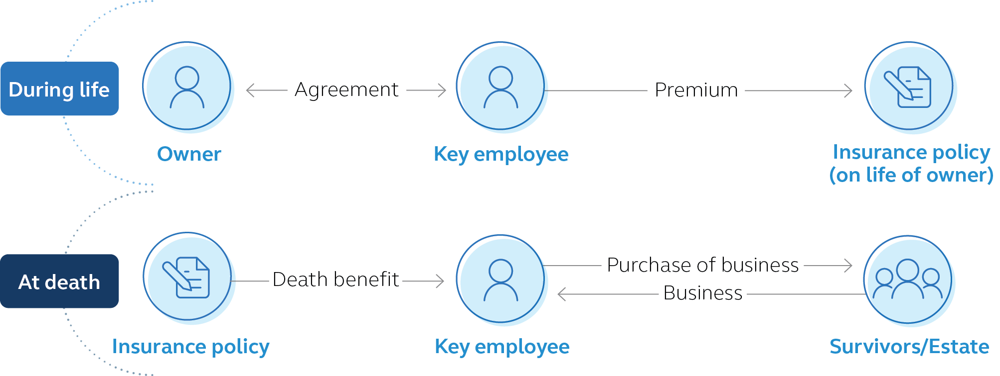 During life
Agreement
Premium
Owner
Key employee
Insurance policy
(on life of owner)
At death
Death benefit
Purchase of business
Business
Insurance policy
Key employee
Survivors/Estate